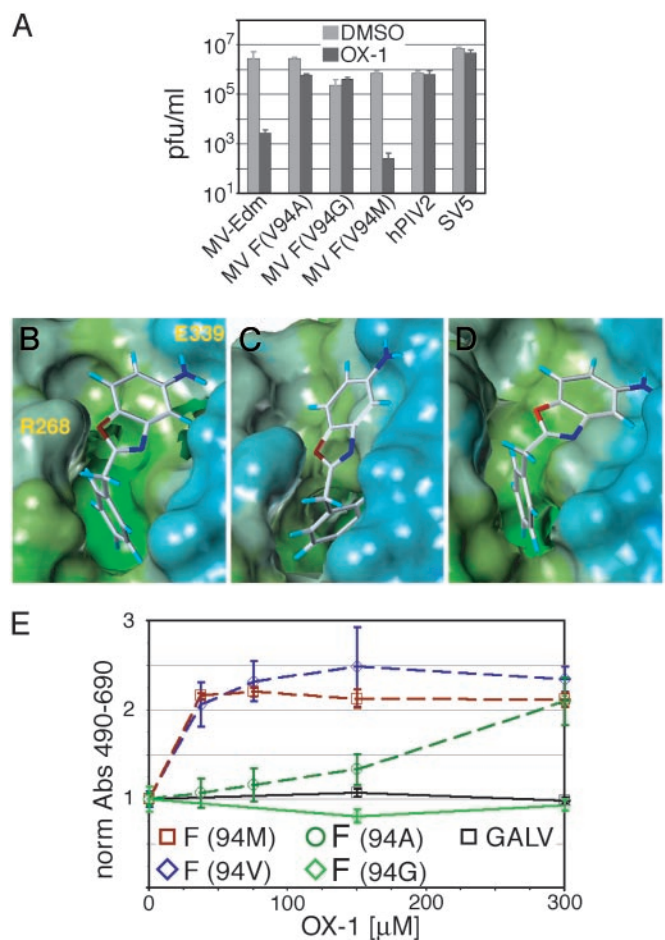 A
DMSO
OX-1
pfu/ml
10⁷
10⁵
10³
10¹
MV-Edm
MV F(V94A)
MV F(V94G)
MV F(V94M)
hPIV2
SV5
B
E339
R268
C
D
E
norm Abs 490-690
3
2
1
F (94M)
F (94A)
GALV
F (94V)
F (94G)
0
100
200
300
OX-1 [µM]